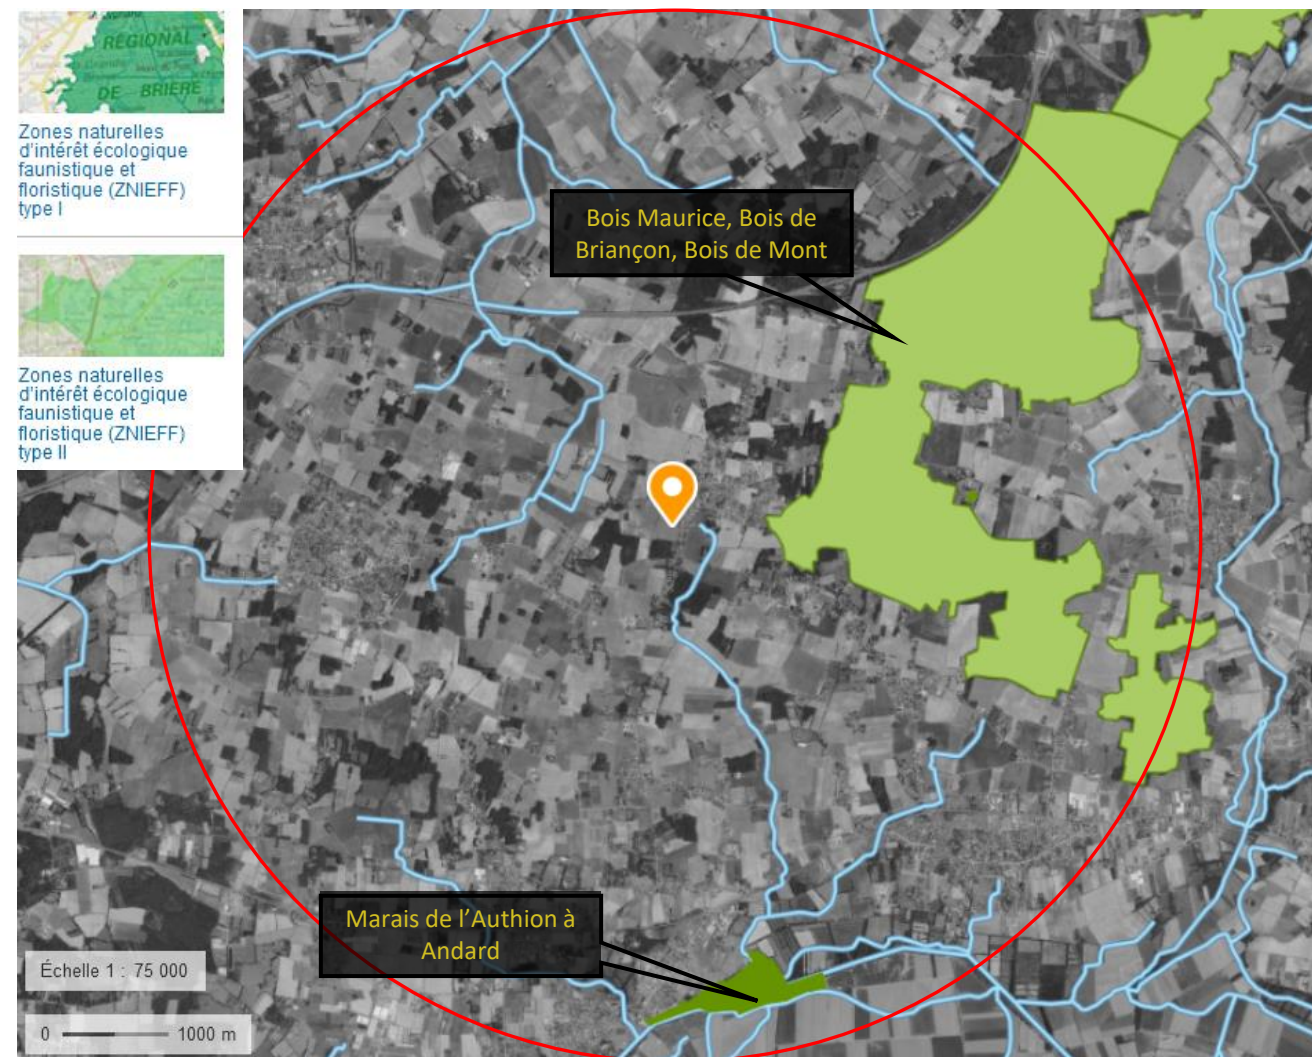 RÉGIONAL
DE BRIÈRE
Zones naturelles
d'intérêt écologique
faunistique et
floristique (ZNIEFF)
type I
Zones naturelles
d'intérêt écologique
faunistique et
floristique (ZNIEFF)
type II
Bois Maurice, Bois de
Briançon, Bois de Mont
Marais de l'Authion à
Andard
Échelle 1 : 75 000
0 1000 m